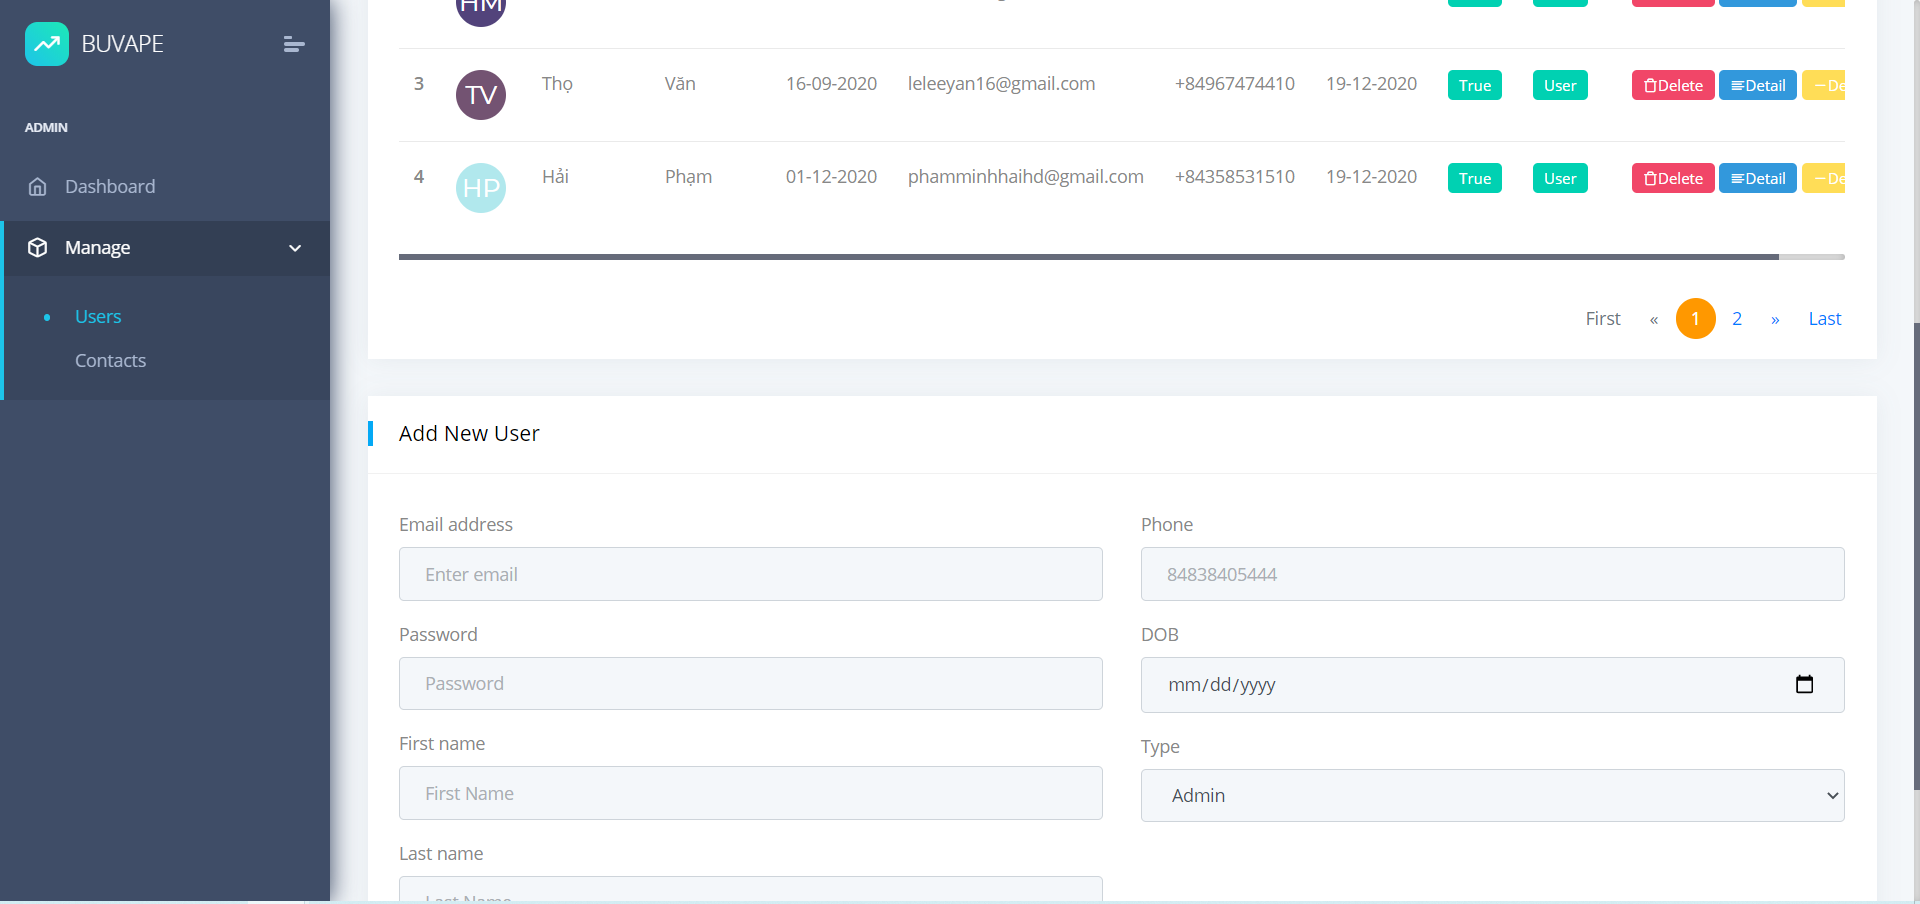 BUVAPE
ADMIN
Dashboard
Manage
Users
Contacts
HM
3 TV Thọ Văn 16-09-2020 leleeyan16@gmail.com +84967474410 19-12-2020 True User Delete Detail De
4 HP Hải Phạm 01-12-2020 phamminhhaihd@gmail.com +84358531510 19-12-2020 True User Delete Detail De
First « 1 2 » Last
Add New User
Email address
Enter email
Phone
84838405444
Password
Password
DOB
mm/dd/yyyy
First name
First Name
Type
Admin
Last name
Last Name